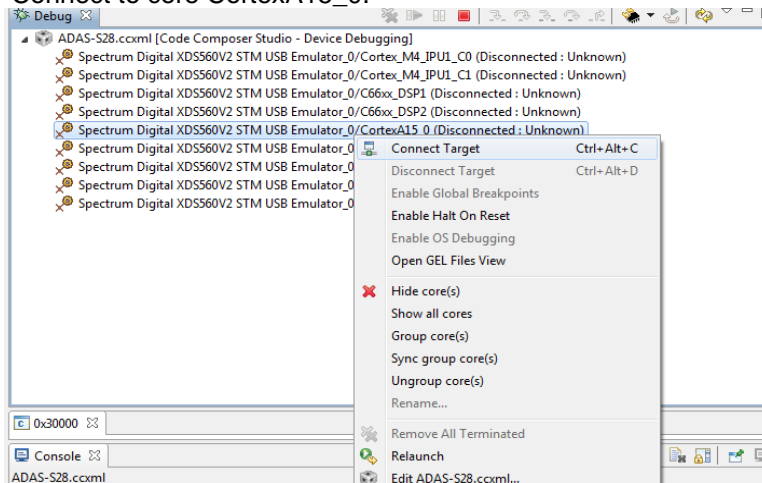 Connect to core CortexA15_0.
Debug
ADAS-S28.ccxml [Code Composer Studio - Device Debugging]
Spectrum Digital XDS560V2 STM USB Emulator_0/Cortex_M4_IPU1_C0 (Disconnected : Unknown)
Spectrum Digital XDS560V2 STM USB Emulator_0/Cortex_M4_IPU1_C1 (Disconnected : Unknown)
Spectrum Digital XDS560V2 STM USB Emulator_0/C66xx_DSP1 (Disconnected : Unknown)
Spectrum Digital XDS560V2 STM USB Emulator_0/C66xx_DSP2 (Disconnected : Unknown)
Spectrum Digital XDS560V2 STM USB Emulator_0/CortexA15_0 (Disconnected : Unknown)
Spectrum Digital XDS560V2 STM USB Emulator_0
Spectrum Digital XDS560V2 STM USB Emulator_0
Spectrum Digital XDS560V2 STM USB Emulator_0
Spectrum Digital XDS560V2 STM USB Emulator_0
Connect Target Ctrl+Alt+C
Disconnect Target Ctrl+Alt+D
Enable Global Breakpoints
Enable Halt On Reset
Enable OS Debugging
Open GEL Files View
Hide core(s)
Show all cores
Group core(s)
Sync group core(s)
Ungroup core(s)
Rename...
Remove All Terminated
Relaunch
Edit ADAS-S28.ccxml...
0x30000
Console
ADAS-S28.ccxml